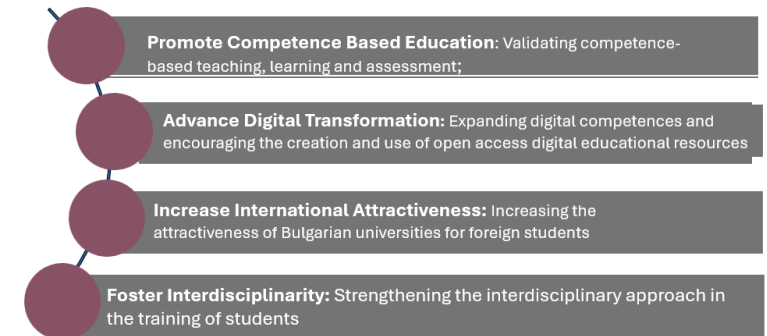 Promote Competence Based Education: Validating competence-
based teaching, learning and assessment;
Advance Digital Transformation: Expanding digital competences and
encouraging the creation and use of open access digital educational resources
Increase International Attractiveness: Increasing the
attractiveness of Bulgarian universities for foreign students
Foster Interdisciplinarity: Strengthening the interdisciplinary approach in
the training of students